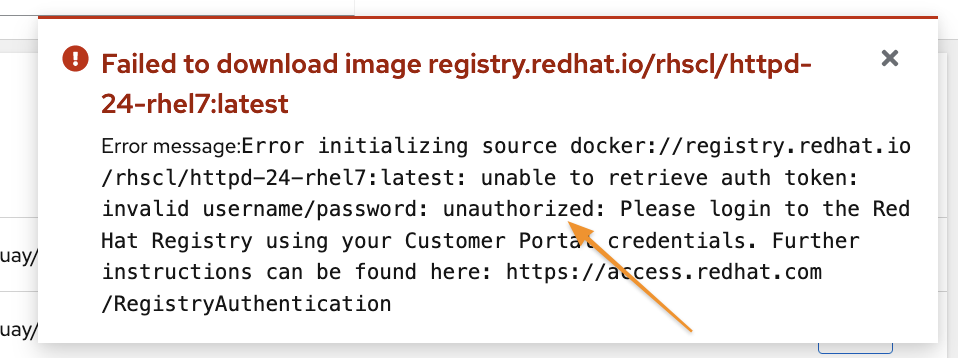 Failed to download image registry.redhat.io/rhscl/httpd-
24-rhel7:latest
Error message:Error initializing source docker://registry.redhat.io
/rhscl/httpd-24-rhel7:latest: unable to retrieve auth token:
invalid username/password: unauthorized: Please login to the Red
Hat Registry using your Customer Portal credentials. Further
instructions can be found here: https://access.redhat.com
/RegistryAuthentication
uay/
uay/